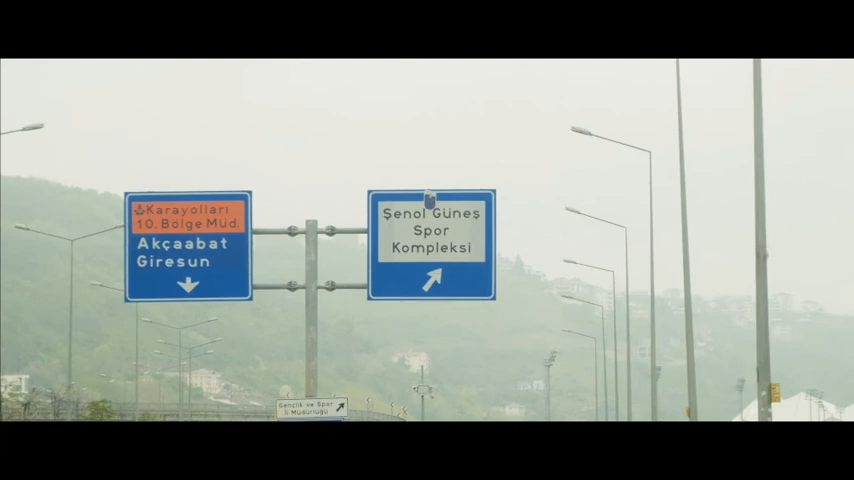 Karayolları
10. Bölge Müd.
Akçaabat
Giresun
Şenol Güneş
Spor
Kompleksi
Gençlik ve Spor
İl Müdürlüğü